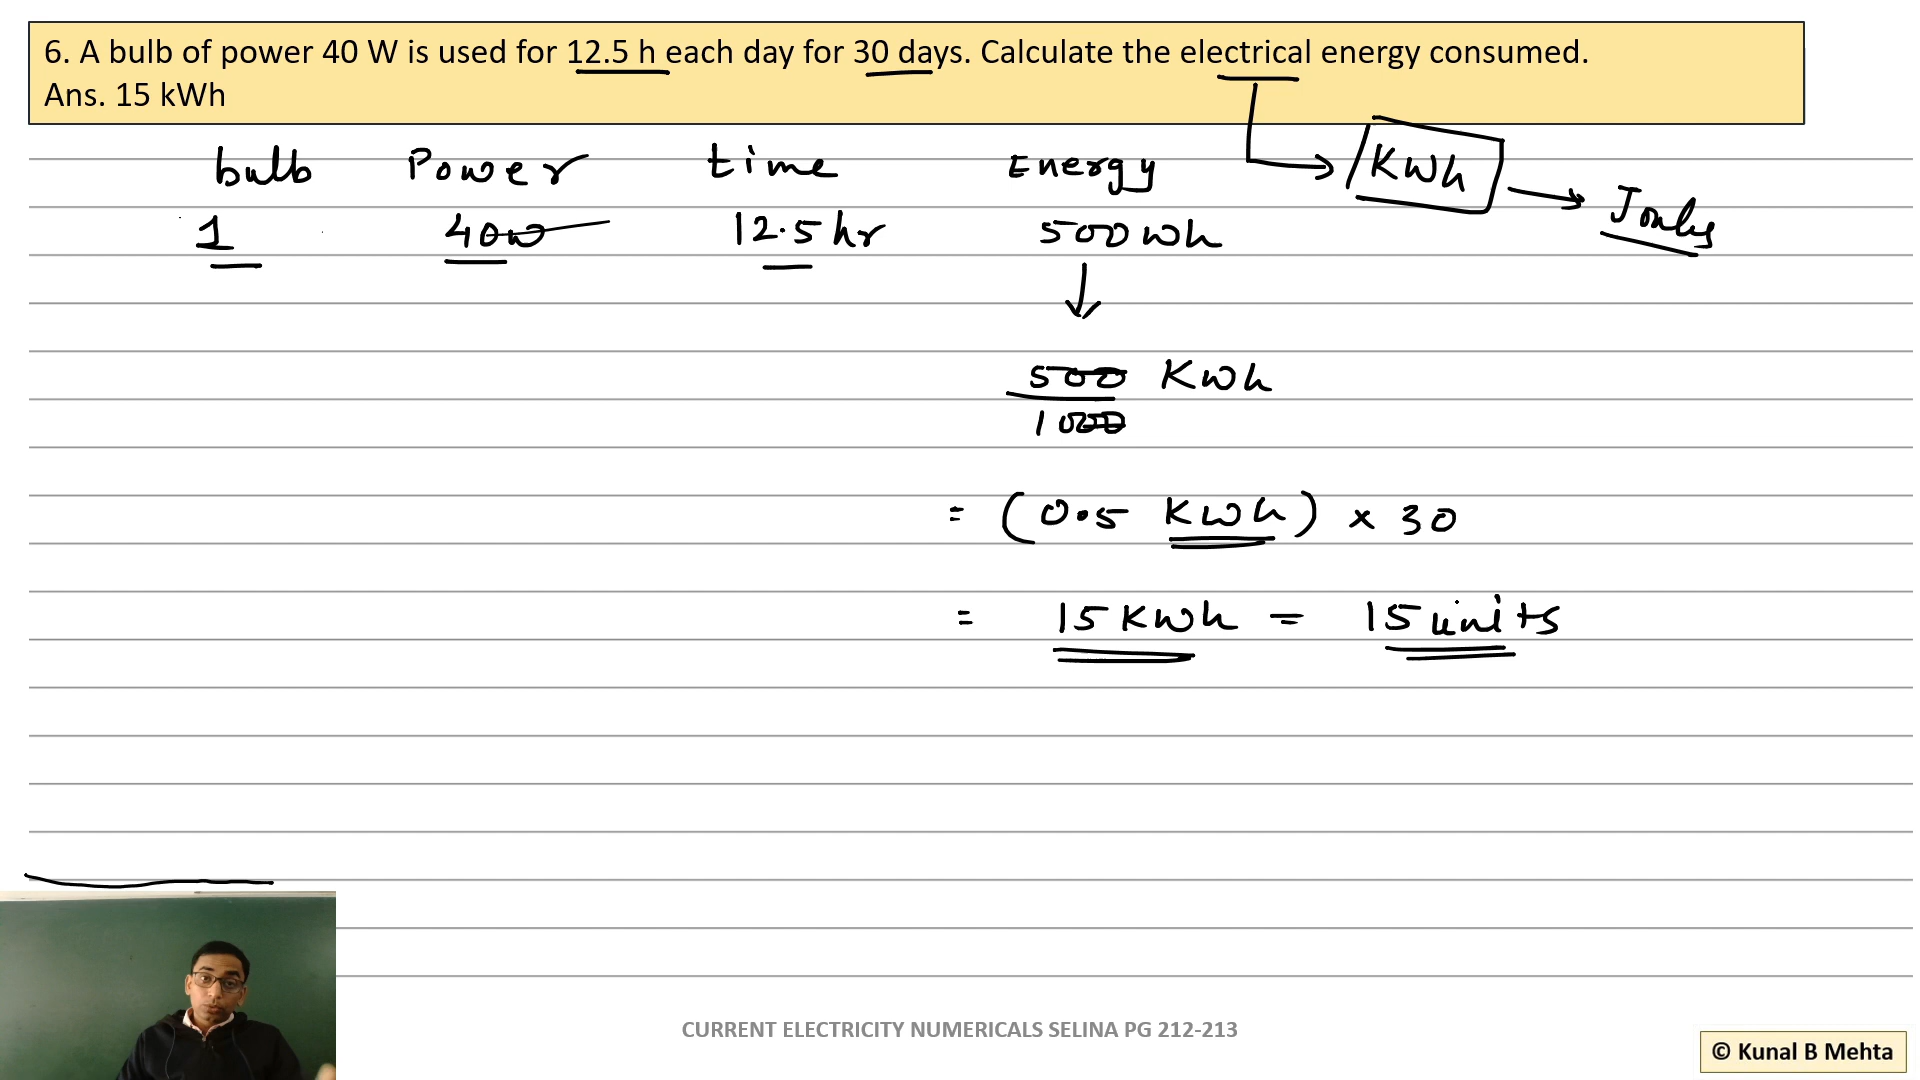 6. A bulb of power 40 W is used for 12.5 h each day for 30 days. Calculate the electrical energy consumed.
Ans. 15 kWh
bulb Power time Energy KWh
1 40W 12.5 hr 500 Wh Joules
500 KWh
1000
= (0.5 KWh) × 30
= 15 KWh = 15 units
CURRENT ELECTRICITY NUMERICALS SELINA PG 212-213
© Kunal B Mehta